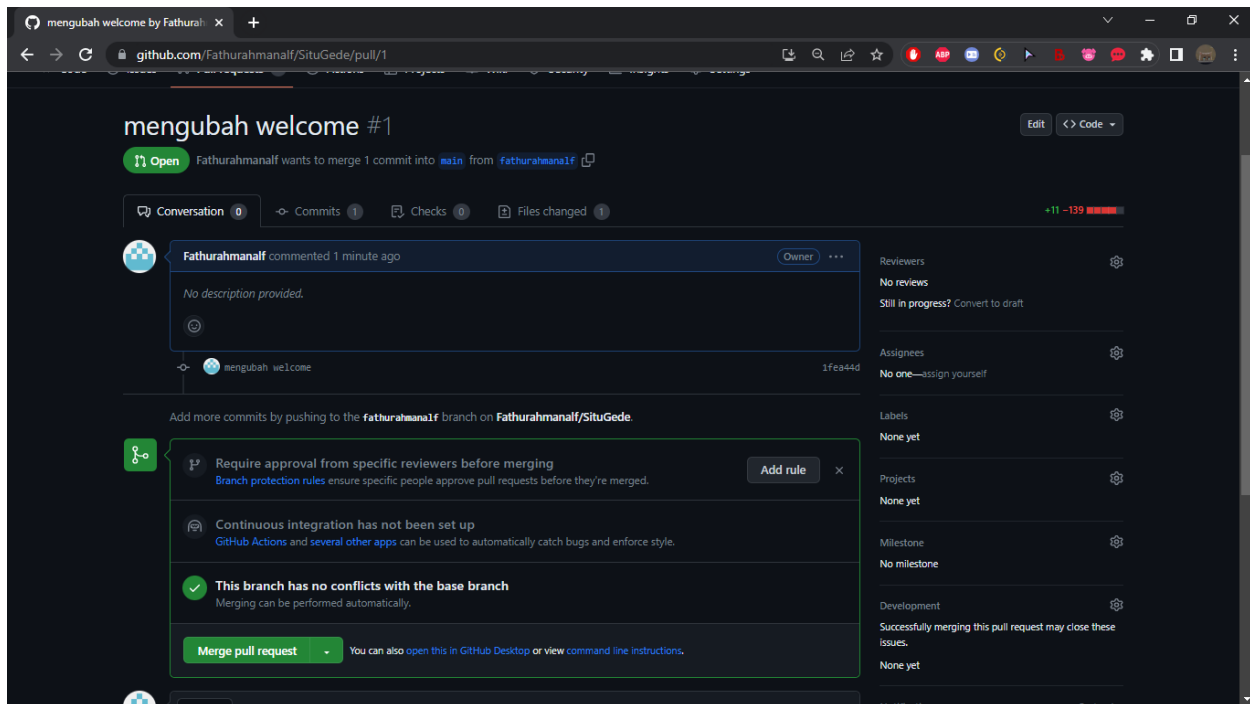 mengubah welcome by Fathurah
github.com/Fathurahmanalf/SituGede/pull/1
mengubah welcome #1
Edit
<> Code
Open
Fathurahmanalf wants to merge 1 commit into main from fathurahmanalf
Conversation 0
Commits 1
Checks 0
Files changed 1
+11 −139
Fathurahmanalf commented 1 minute ago
Owner
No description provided.
mengubah welcome
1fea44d
Add more commits by pushing to the fathurahmanalf branch on Fathurahmanalf/SituGede.
Require approval from specific reviewers before merging
Branch protection rules ensure specific people approve pull requests before they're merged.
Add rule
Continuous integration has not been set up
GitHub Actions and several other apps can be used to automatically catch bugs and enforce style.
This branch has no conflicts with the base branch
Merging can be performed automatically.
Merge pull request
You can also open this in GitHub Desktop or view command line instructions.
Reviewers
No reviews
Still in progress? Convert to draft
Assignees
No one—assign yourself
Labels
None yet
Projects
None yet
Milestone
No milestone
Development
Successfully merging this pull request may close these
issues.
None yet